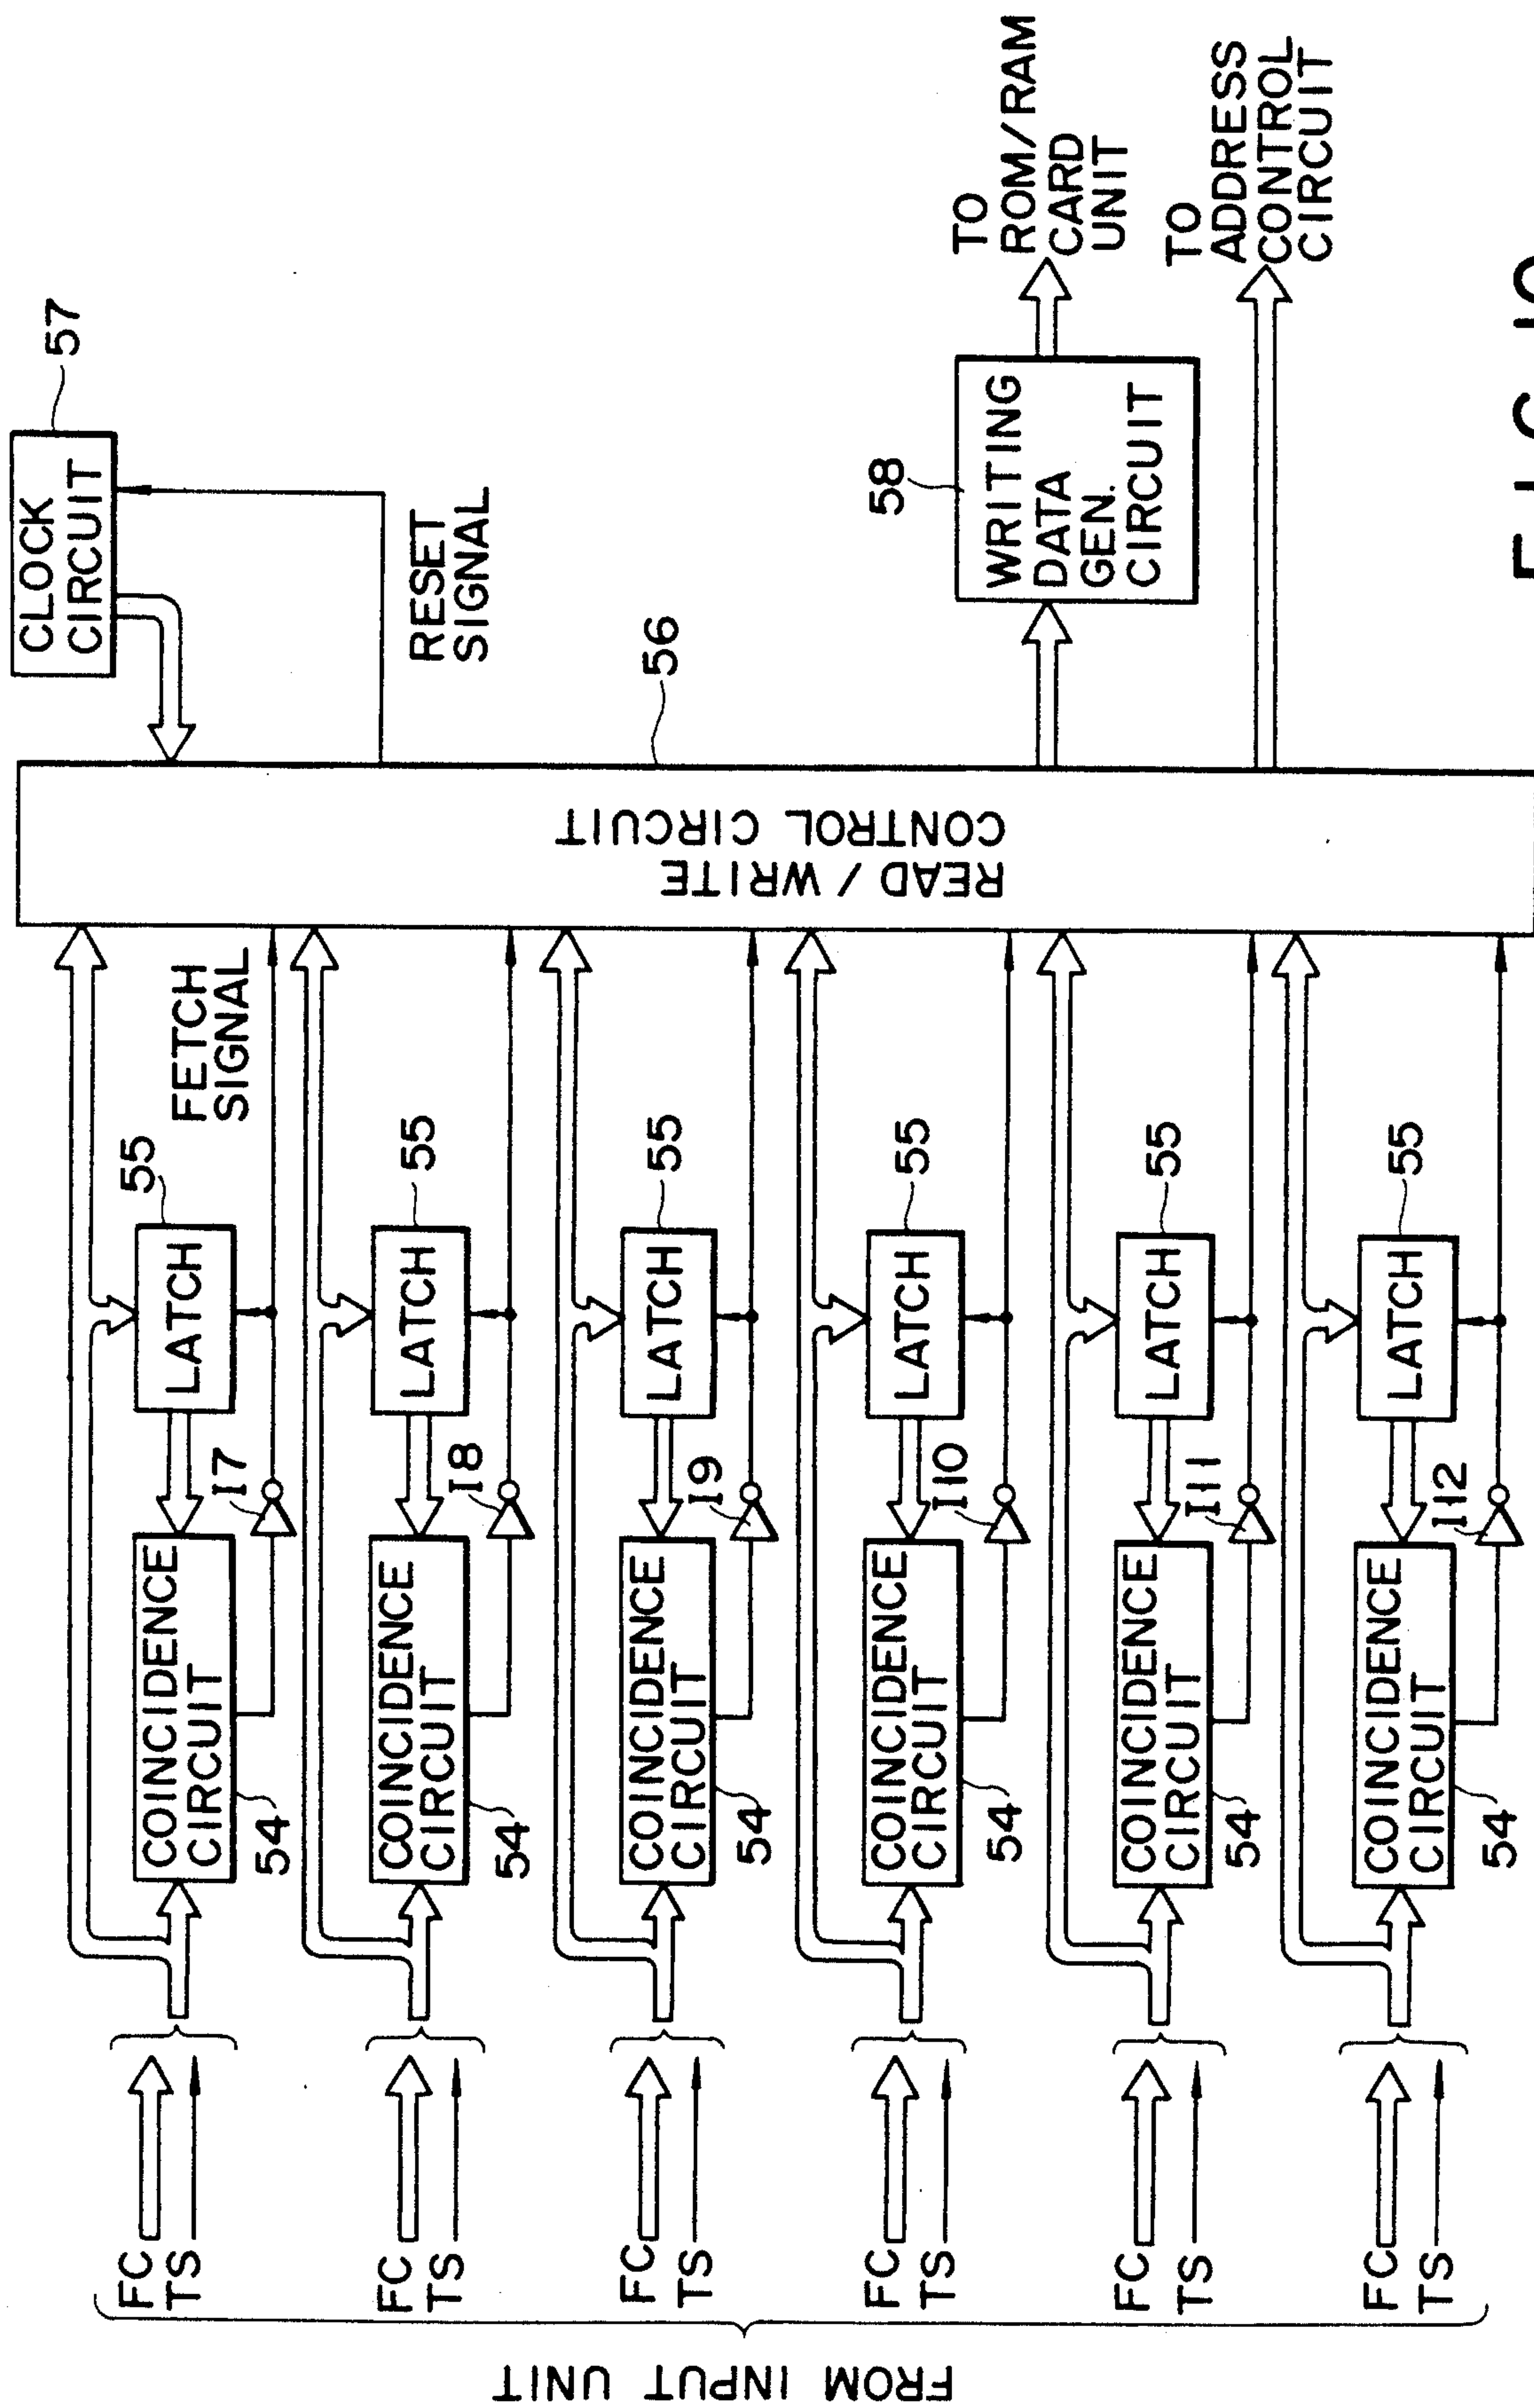 FROM INPUT UNIT
FC
TS
COINCIDENCE
CIRCUIT
54
I7
LATCH
55
FETCH
SIGNAL
FC
TS
COINCIDENCE
CIRCUIT
54
I8
LATCH
55
FC
TS
COINCIDENCE
CIRCUIT
54
I9
LATCH
55
FC
TS
COINCIDENCE
CIRCUIT
54
I10
LATCH
55
FC
TS
COINCIDENCE
CIRCUIT
54
I11
LATCH
55
FC
TS
COINCIDENCE
CIRCUIT
54
I12
LATCH
55
READ / WRITE
CONTROL CIRCUIT
56
CLOCK
CIRCUIT
57
RESET
SIGNAL
58
WRITING
DATA
GEN.
CIRCUIT
TO
ROM/RAM
CARD
UNIT
TO
ADDRESS
CONTROL
CIRCUIT